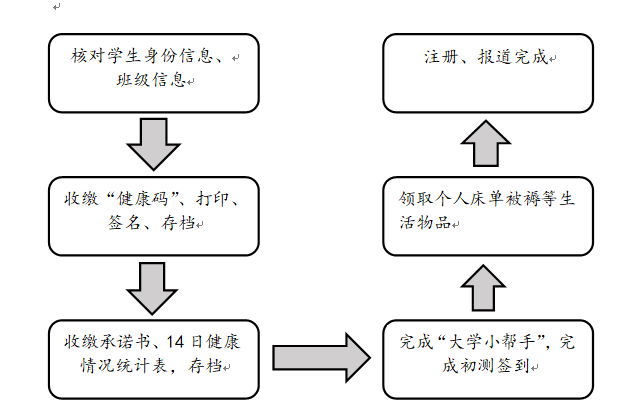 核对学生身份信息、
班级信息
收缴“健康码”、打印、
签名、存档
收缴承诺书、14日健康
情况统计表，存档
完成“大学小帮手”，完
成初测签到
领取个人床单被褥等生
活物品
注册、报道完成